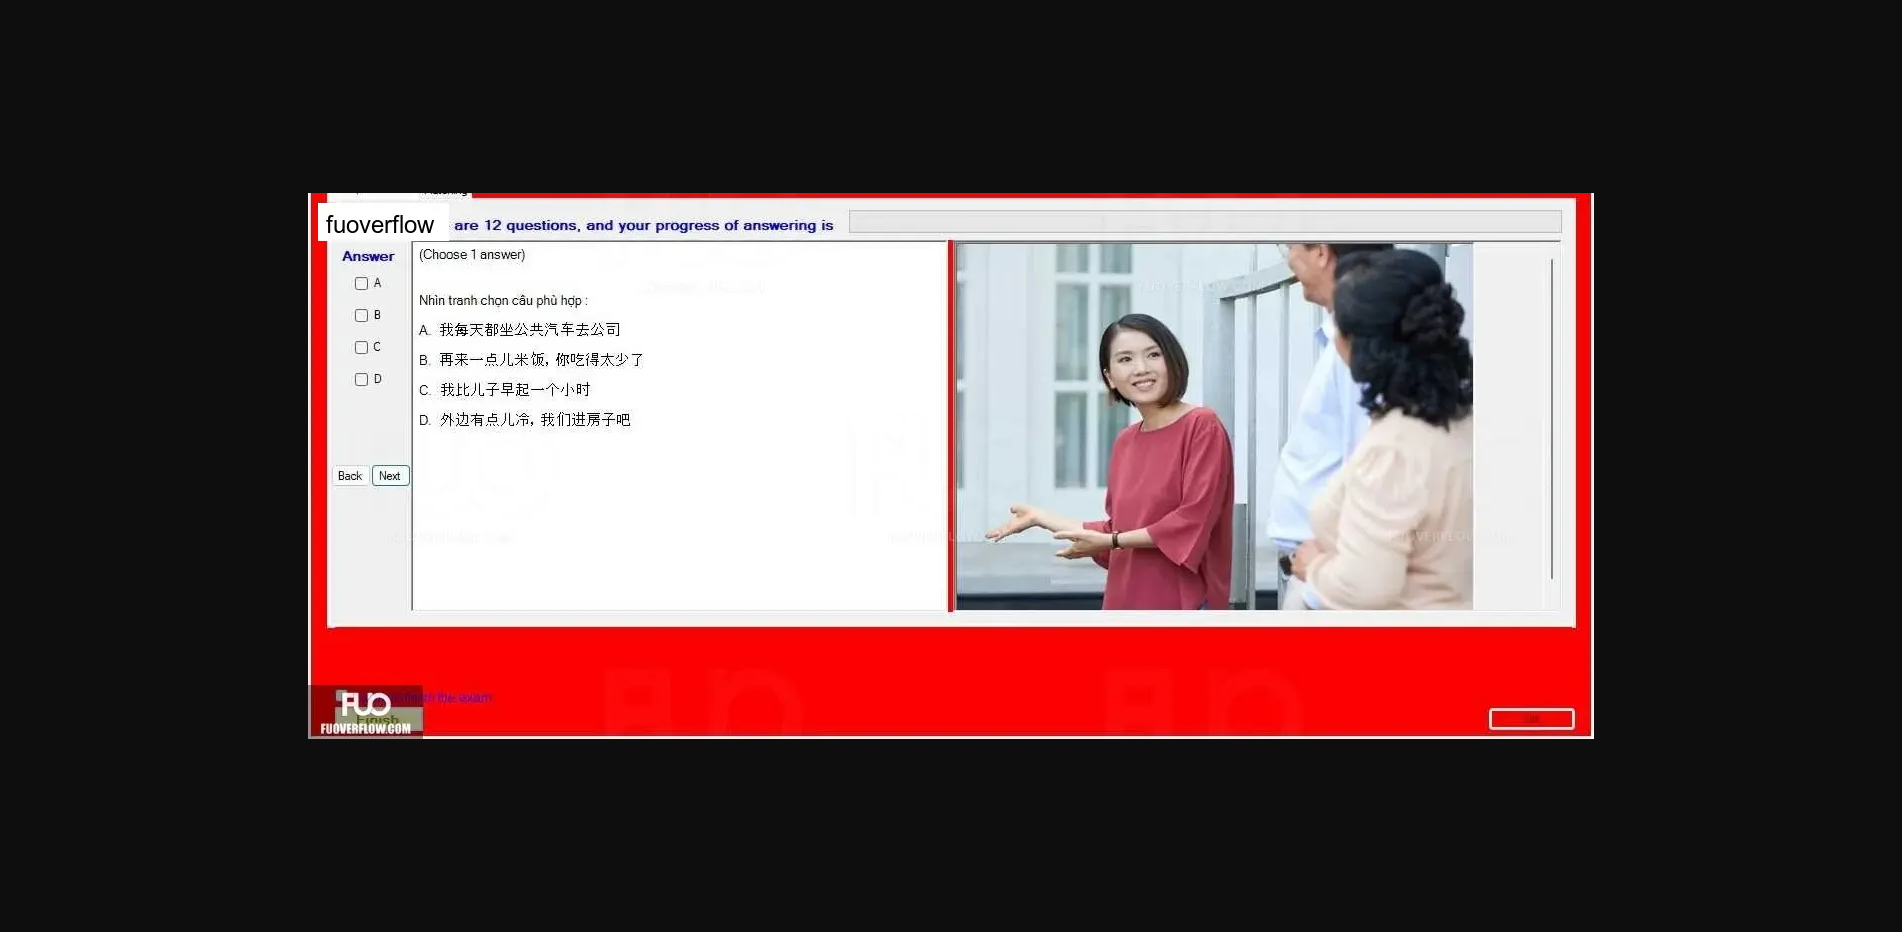 fuoverflow
are 12 questions, and your progress of answering is
Answer
(Choose 1 answer)
A
B
C
D
Nhìn tranh chọn câu phù hợp :
A. 我每天都坐公共汽车去公司
B. 再来一点儿米饭, 你吃得太少了
C. 我比儿子早起一个小时
D. 外边有点儿冷, 我们进房子吧
Back Next
the exam
FUO
Finish
FUOVERFLOW.COM